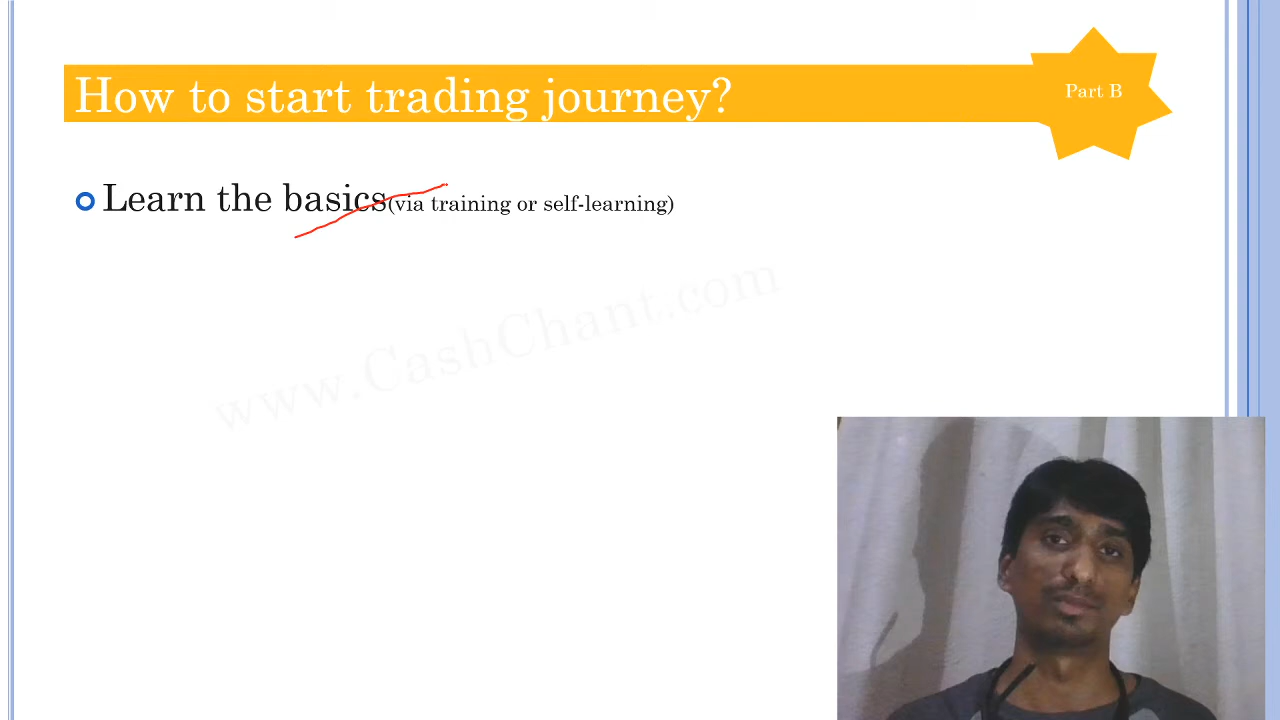 How to start trading journey?
Part B
Learn the basics(via training or self-learning)
www.CashChant.com